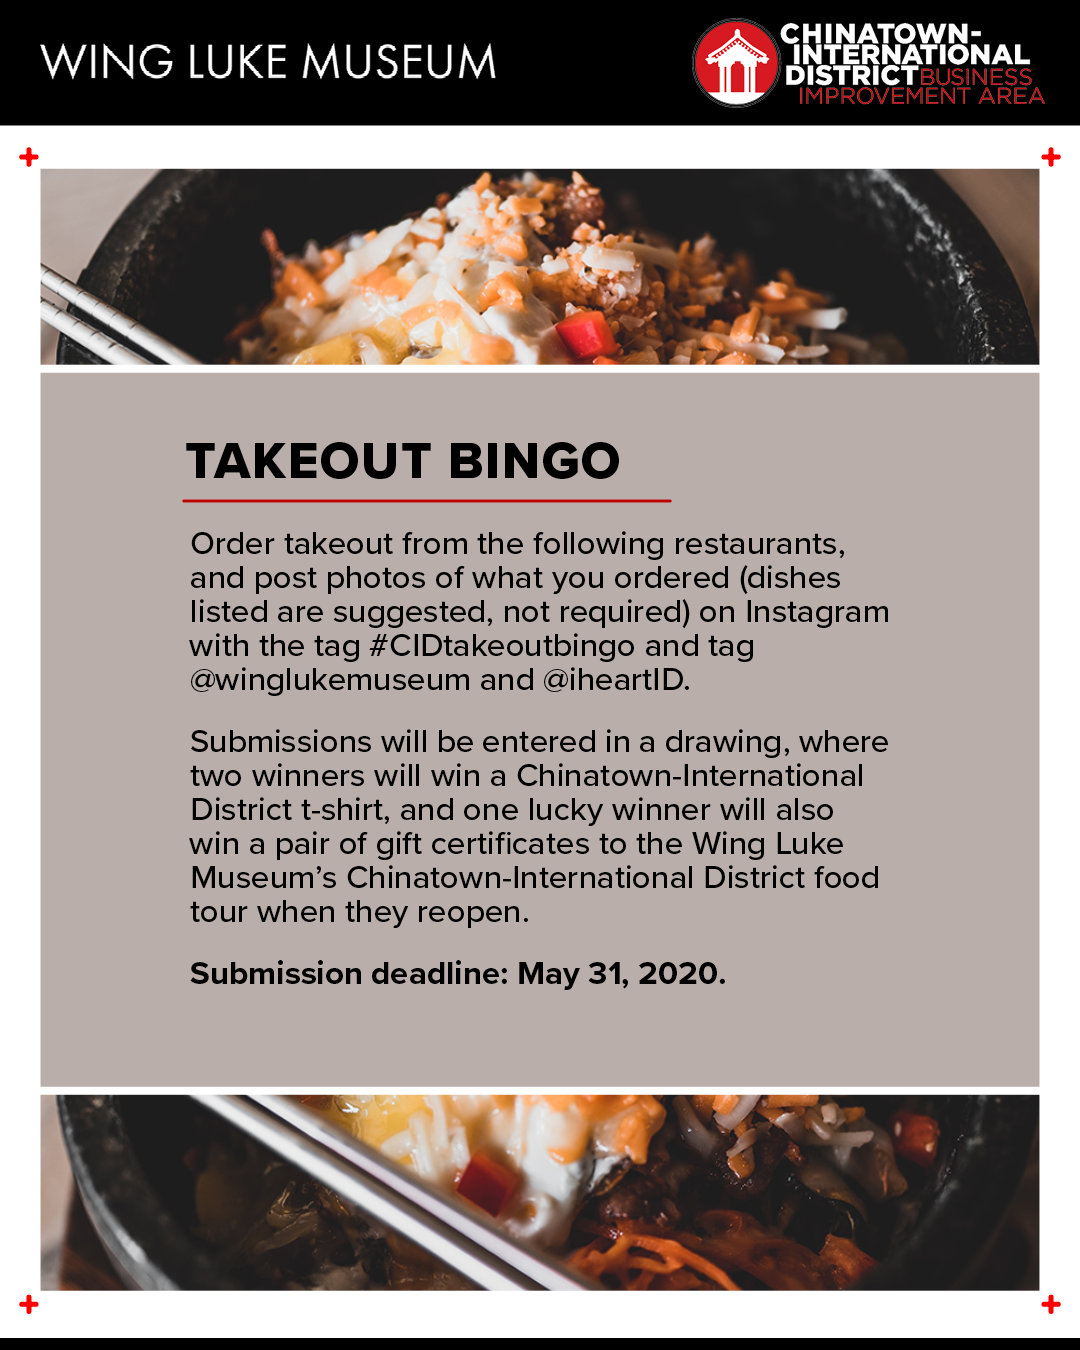 WING LUKE MUSEUM
CHINATOWN-
INTERNATIONAL
DISTRICT BUSINESS
IMPROVEMENT AREA
TAKEOUT BINGO
Order takeout from the following restaurants,
and post photos of what you ordered (dishes
listed are suggested, not required) on Instagram
with the tag #CIDtakeoutbingo and tag
@winglukemuseum and @iheartID.
Submissions will be entered in a drawing, where
two winners will win a Chinatown-International
District t-shirt, and one lucky winner will also
win a pair of gift certificates to the Wing Luke
Museum’s Chinatown-International District food
tour when they reopen.
Submission deadline: May 31, 2020.